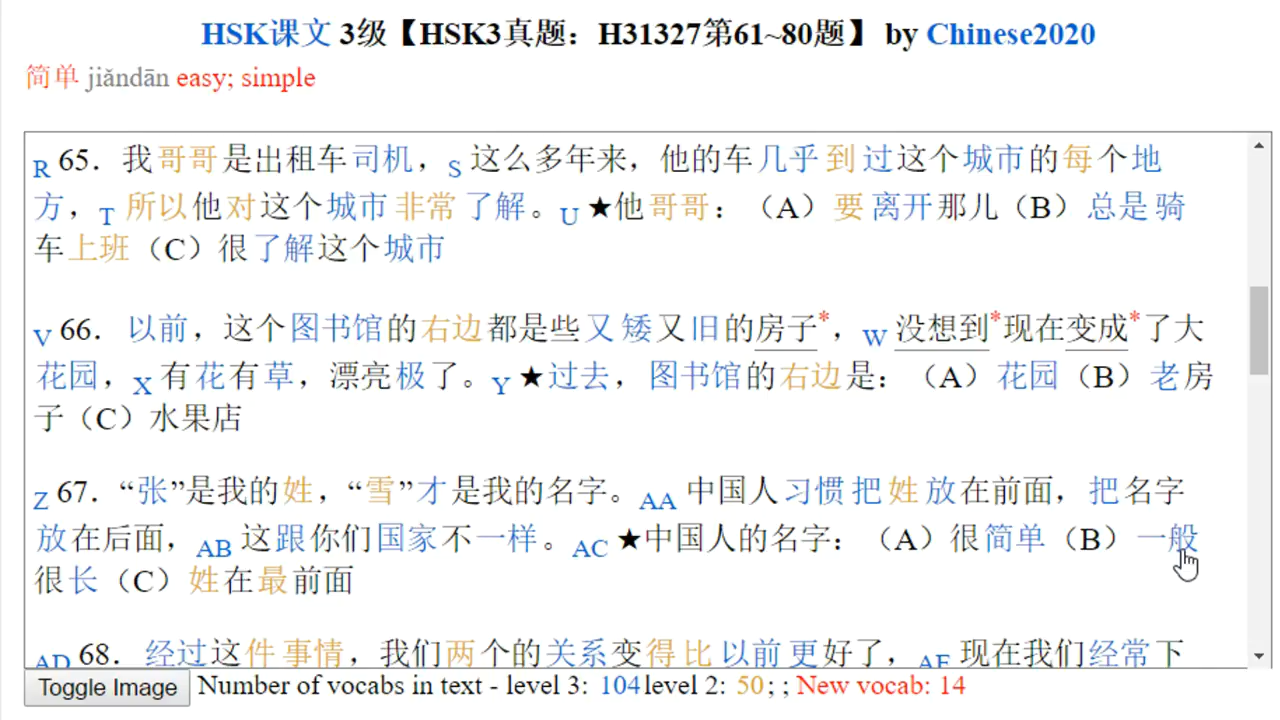 HSK课文 3级【HSK3真题：H31327第61~80题】 by Chinese2020
简单 jiǎndān easy; simple
R 65．我哥哥是出租车司机，S 这么多年来，他的车几乎到过这个城市的每个地
方，T 所以他对这个城市非常了解。U ★他哥哥：（A）要离开那儿（B）总是骑
车上班（C）很了解这个城市
V 66．以前，这个图书馆的右边都是些又矮又旧的房子*，W 没想到*现在变成*了大
花园，X 有花有草，漂亮极了。Y ★过去，图书馆的右边是：（A）花园（B）老房
子（C）水果店
Z 67．“张”是我的姓，“雪”才是我的名字。AA 中国人习惯把姓放在前面，把名字
放在后面，AB 这跟你们国家不一样。AC ★中国人的名字：（A）很简单（B）一般
很长（C）姓在最前面
AD 68．经过这件事情，我们两个的关系变得比以前更好了，AE 现在我们经常下
Toggle Image Number of vocabs in text - level 3: 104 level 2: 50; ; New vocab: 14